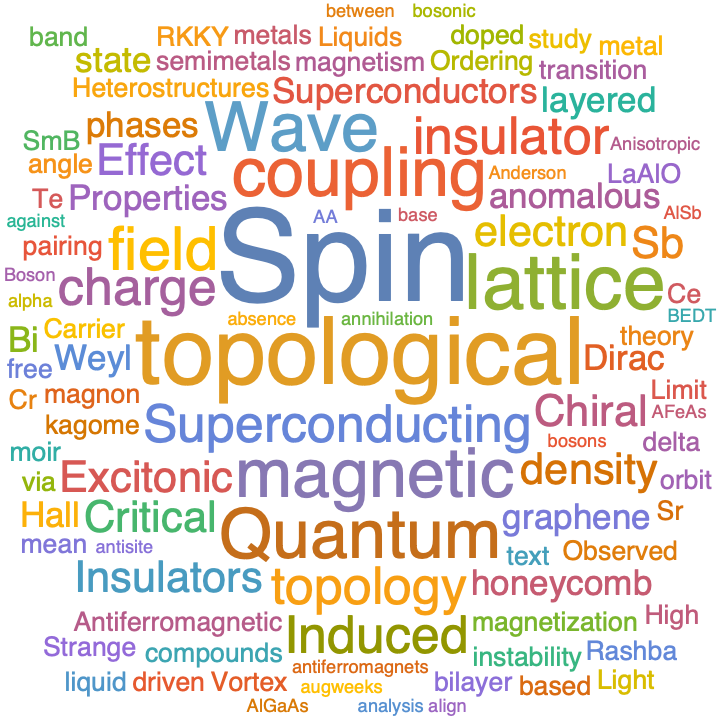 between bosonic
band RKKY metals Liquids doped study metal
state semimetals magnetism Ordering transition
Heterostructures Superconductors layered
SmB phases Wave insulator Anisotropic
angle Effect coupling Anderson LaAlO
Te Properties anomalous
against AA base AlSb
pairing field Spin electron Sb
Boson charge lattice Ce
alpha absence annihilation BEDT
Bi Carrier topological theory
free Weyl Dirac
Cr magnon Limit
kagome Superconducting Chiral AFeAs
moir bosons delta
via Excitonic magnetic density orbit
Hall Critical Quantum graphene Sr
mean antisite text Observed
Insulators topology honeycomb
Antiferromagnetic Induced magnetization High
Strange compounds instability Rashba
antiferromagnets
liquid driven Vortex augweeks bilayer based Light
AlGaAs analysis align